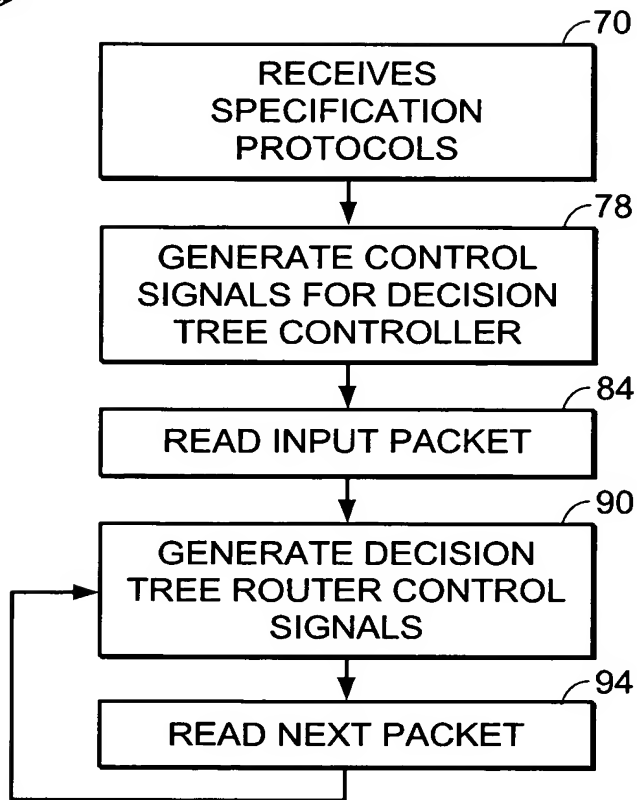 70
RECEIVES
SPECIFICATION
PROTOCOLS
78
GENERATE CONTROL
SIGNALS FOR DECISION
TREE CONTROLLER
84
READ INPUT PACKET
90
GENERATE DECISION
TREE ROUTER CONTROL
SIGNALS
94
READ NEXT PACKET